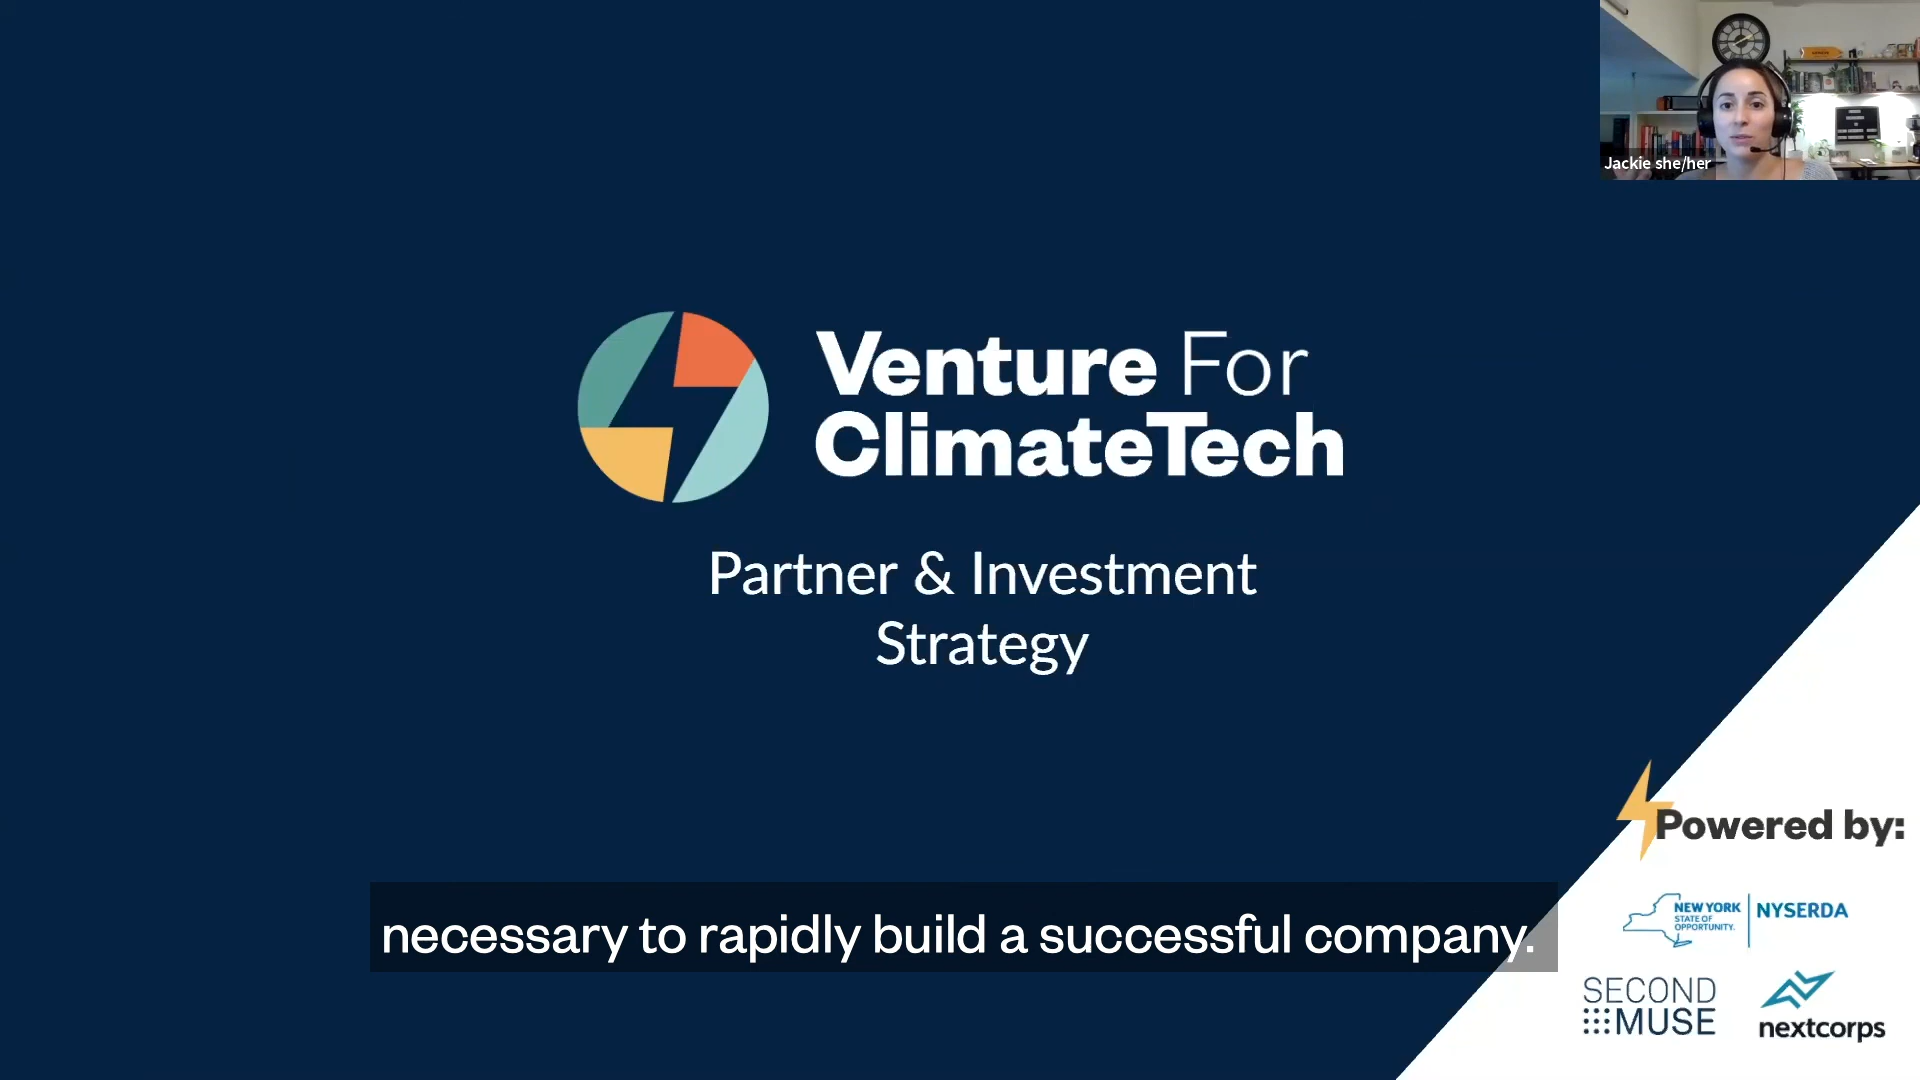 Jackie she/her
Venture For
ClimateTech
Partner & Investment
Strategy
Powered by:
NEW YORK
STATE OF
OPPORTUNITY.
NYSERDA
necessary to rapidly build a successful company.
SECOND
MUSE
nextcorps